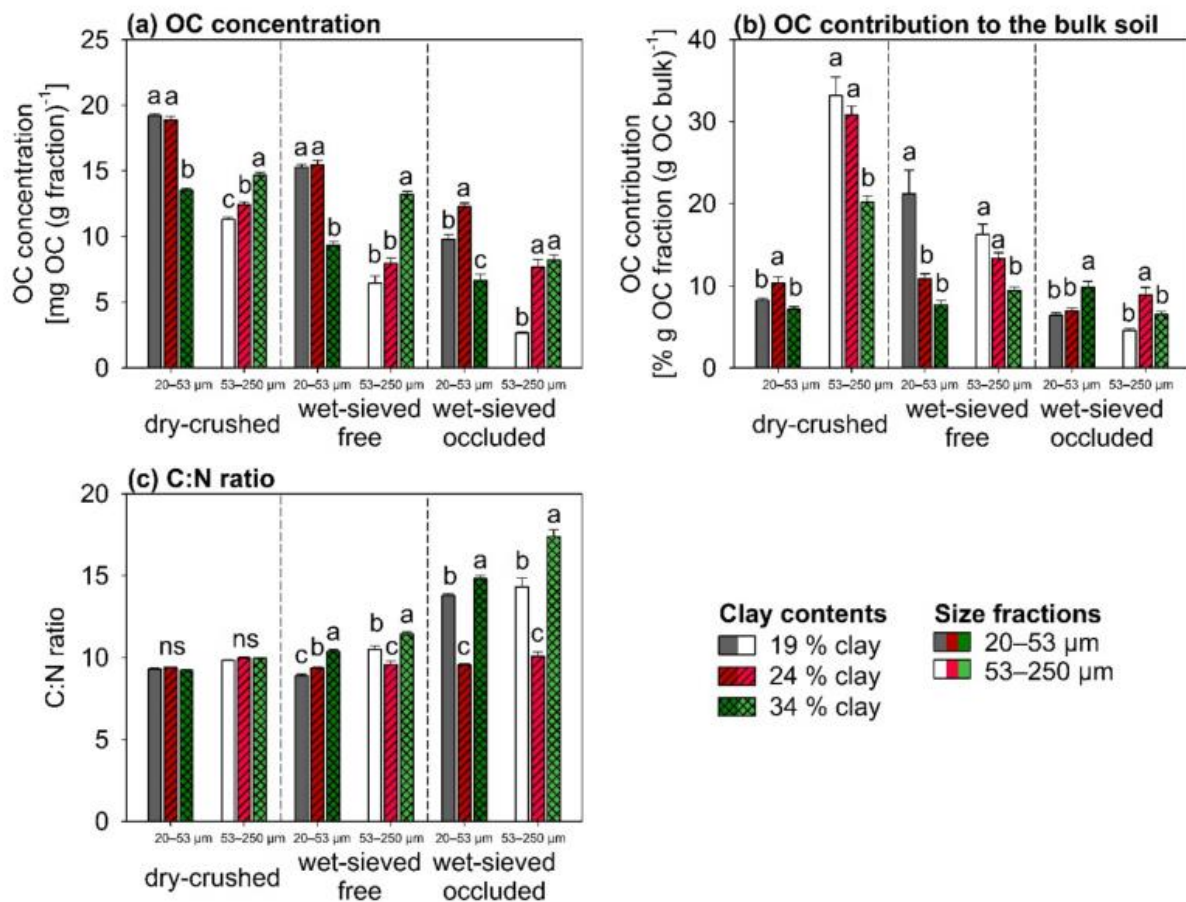 (a) OC concentration
OC concentration
[mg OC (g fraction)⁻¹]
25
20
15
10
5
0
a a b
c b a
a a b
b b a
b a c
b a a
20–53 µm 53–250 µm 20–53 µm 53–250 µm 20–53 µm 53–250 µm
dry-crushed
wet-sieved
free
wet-sieved
occluded
(b) OC contribution to the bulk soil
OC contribution
[% g OC fraction (g OC bulk)⁻¹]
40
30
20
10
0
b a b
a a b
a b b
a a b
b b a
b a b
20–53 µm 53–250 µm 20–53 µm 53–250 µm 20–53 µm 53–250 µm
dry-crushed
wet-sieved
free
wet-sieved
occluded
(c) C:N ratio
C:N ratio
20
15
10
5
0
ns
ns
c b a
b c a
b c a
b c a
20–53 µm 53–250 µm 20–53 µm 53–250 µm 20–53 µm 53–250 µm
dry-crushed
wet-sieved
free
wet-sieved
occluded
Clay contents
19 % clay
24 % clay
34 % clay
Size fractions
20–53 µm
53–250 µm